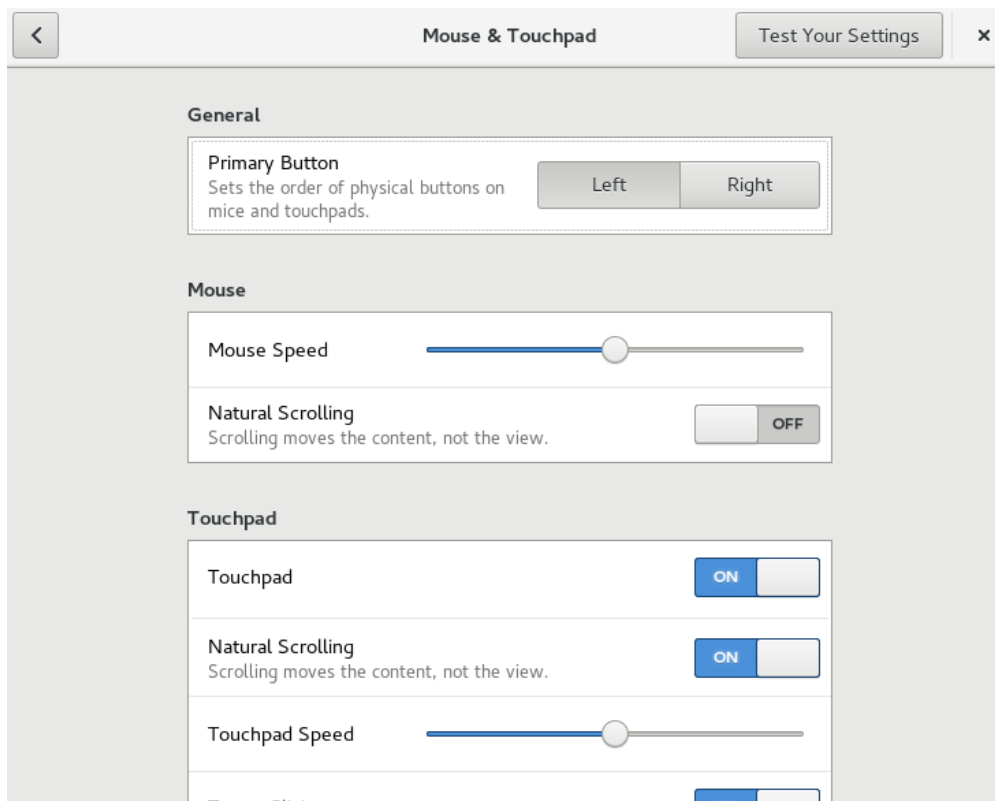 Mouse & Touchpad
Test Your Settings
General
Primary Button
Sets the order of physical buttons on
mice and touchpads.
Left
Right
Mouse
Mouse Speed
Natural Scrolling
Scrolling moves the content, not the view.
OFF
Touchpad
Touchpad
ON
Natural Scrolling
Scrolling moves the content, not the view.
ON
Touchpad Speed